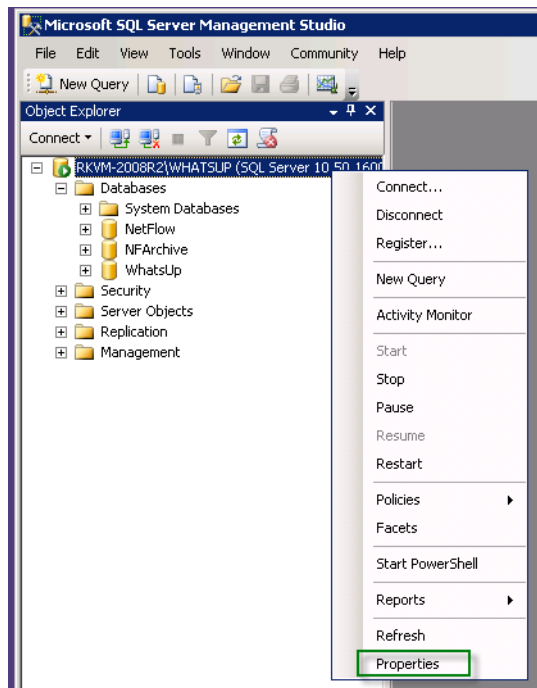 Microsoft SQL Server Management Studio
File Edit View Tools Window Community Help
New Query
Object Explorer
Connect
RKVM-2008R2\WHATSUP (SQL Server 10.50.1600
Databases
System Databases
NetFlow
NFArchive
WhatsUp
Security
Server Objects
Replication
Management
Connect...
Disconnect
Register...
New Query
Activity Monitor
Start
Stop
Pause
Resume
Restart
Policies
Facets
Start PowerShell
Reports
Refresh
Properties